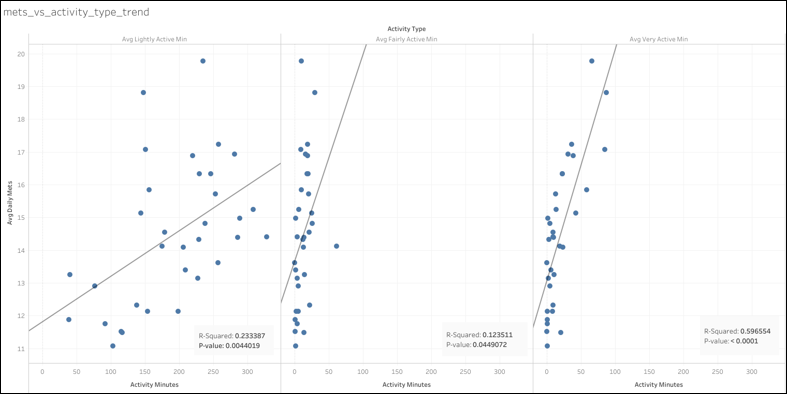 mets_vs_activity_type_trend
Activity Type
Avg Lightly Active Min
Avg Fairly Active Min
Avg Very Active Min
Avg Daily Mets
20
19
18
17
16
15
14
13
12
11
R-Squared: 0.233387
P-value: 0.0044019
R-Squared: 0.123511
P-value: 0.0449072
R-Squared: 0.596554
P-value: < 0.0001
0 50 100 150 200 250 300 0 50 100 150 200 250 300 0 50 100 150 200 250 300
Activity Minutes Activity Minutes Activity Minutes